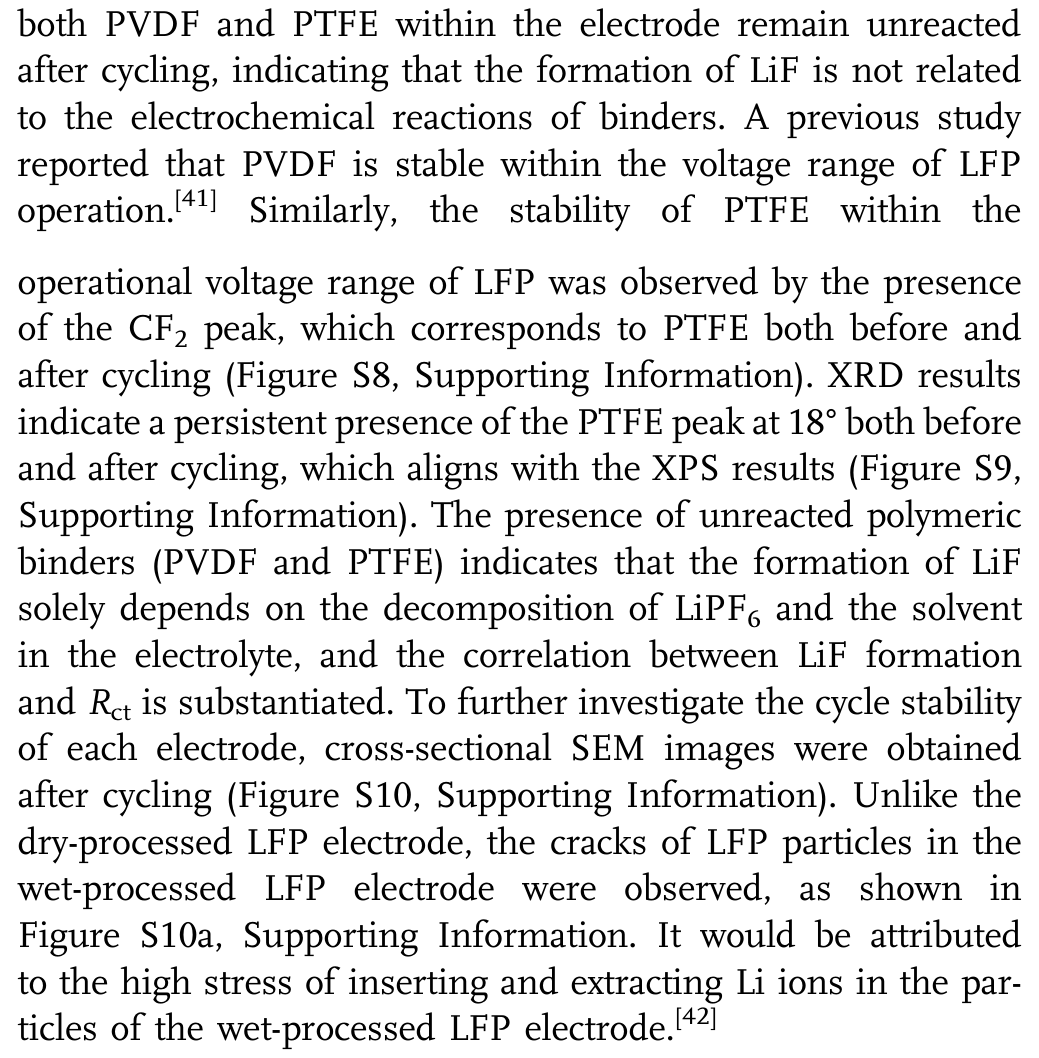 both PVDF and PTFE within the electrode remain unreacted
after cycling, indicating that the formation of LiF is not related
to the electrochemical reactions of binders. A previous study
reported that PVDF is stable within the voltage range of LFP
operation.[41] Similarly, the stability of PTFE within the
operational voltage range of LFP was observed by the presence
of the CF2 peak, which corresponds to PTFE both before and
after cycling (Figure S8, Supporting Information). XRD results
indicate a persistent presence of the PTFE peak at 18° both before
and after cycling, which aligns with the XPS results (Figure S9,
Supporting Information). The presence of unreacted polymeric
binders (PVDF and PTFE) indicates that the formation of LiF
solely depends on the decomposition of LiPF6 and the solvent
in the electrolyte, and the correlation between LiF formation
and Rct is substantiated. To further investigate the cycle stability
of each electrode, cross-sectional SEM images were obtained
after cycling (Figure S10, Supporting Information). Unlike the
dry-processed LFP electrode, the cracks of LFP particles in the
wet-processed LFP electrode were observed, as shown in
Figure S10a, Supporting Information. It would be attributed
to the high stress of inserting and extracting Li ions in the par-
ticles of the wet-processed LFP electrode.[42]